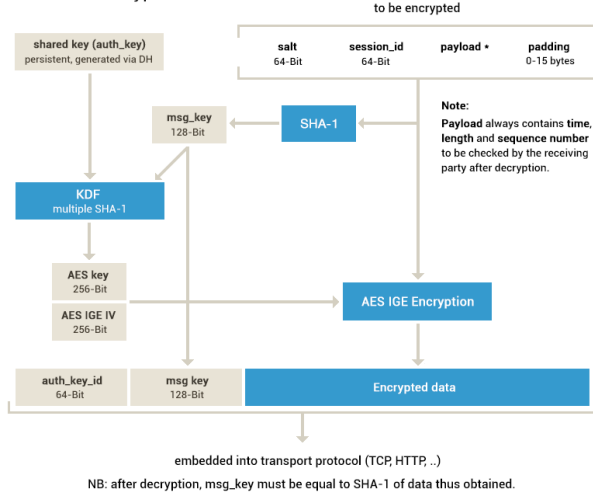 to be encrypted
shared key (auth_key)
persistent, generated via DH
salt
64-Bit
session_id
64-Bit
payload *
padding
0-15 bytes
Note:
Payload always contains time,
length and sequence number
to be checked by the receiving
party after decryption.
msg_key
128-Bit
SHA-1
KDF
multiple SHA-1
AES key
256-Bit
AES IGE IV
256-Bit
AES IGE Encryption
auth_key_id
64-Bit
msg key
128-Bit
Encrypted data
embedded into transport protocol (TCP, HTTP, ..)
NB: after decryption, msg_key must be equal to SHA-1 of data thus obtained.